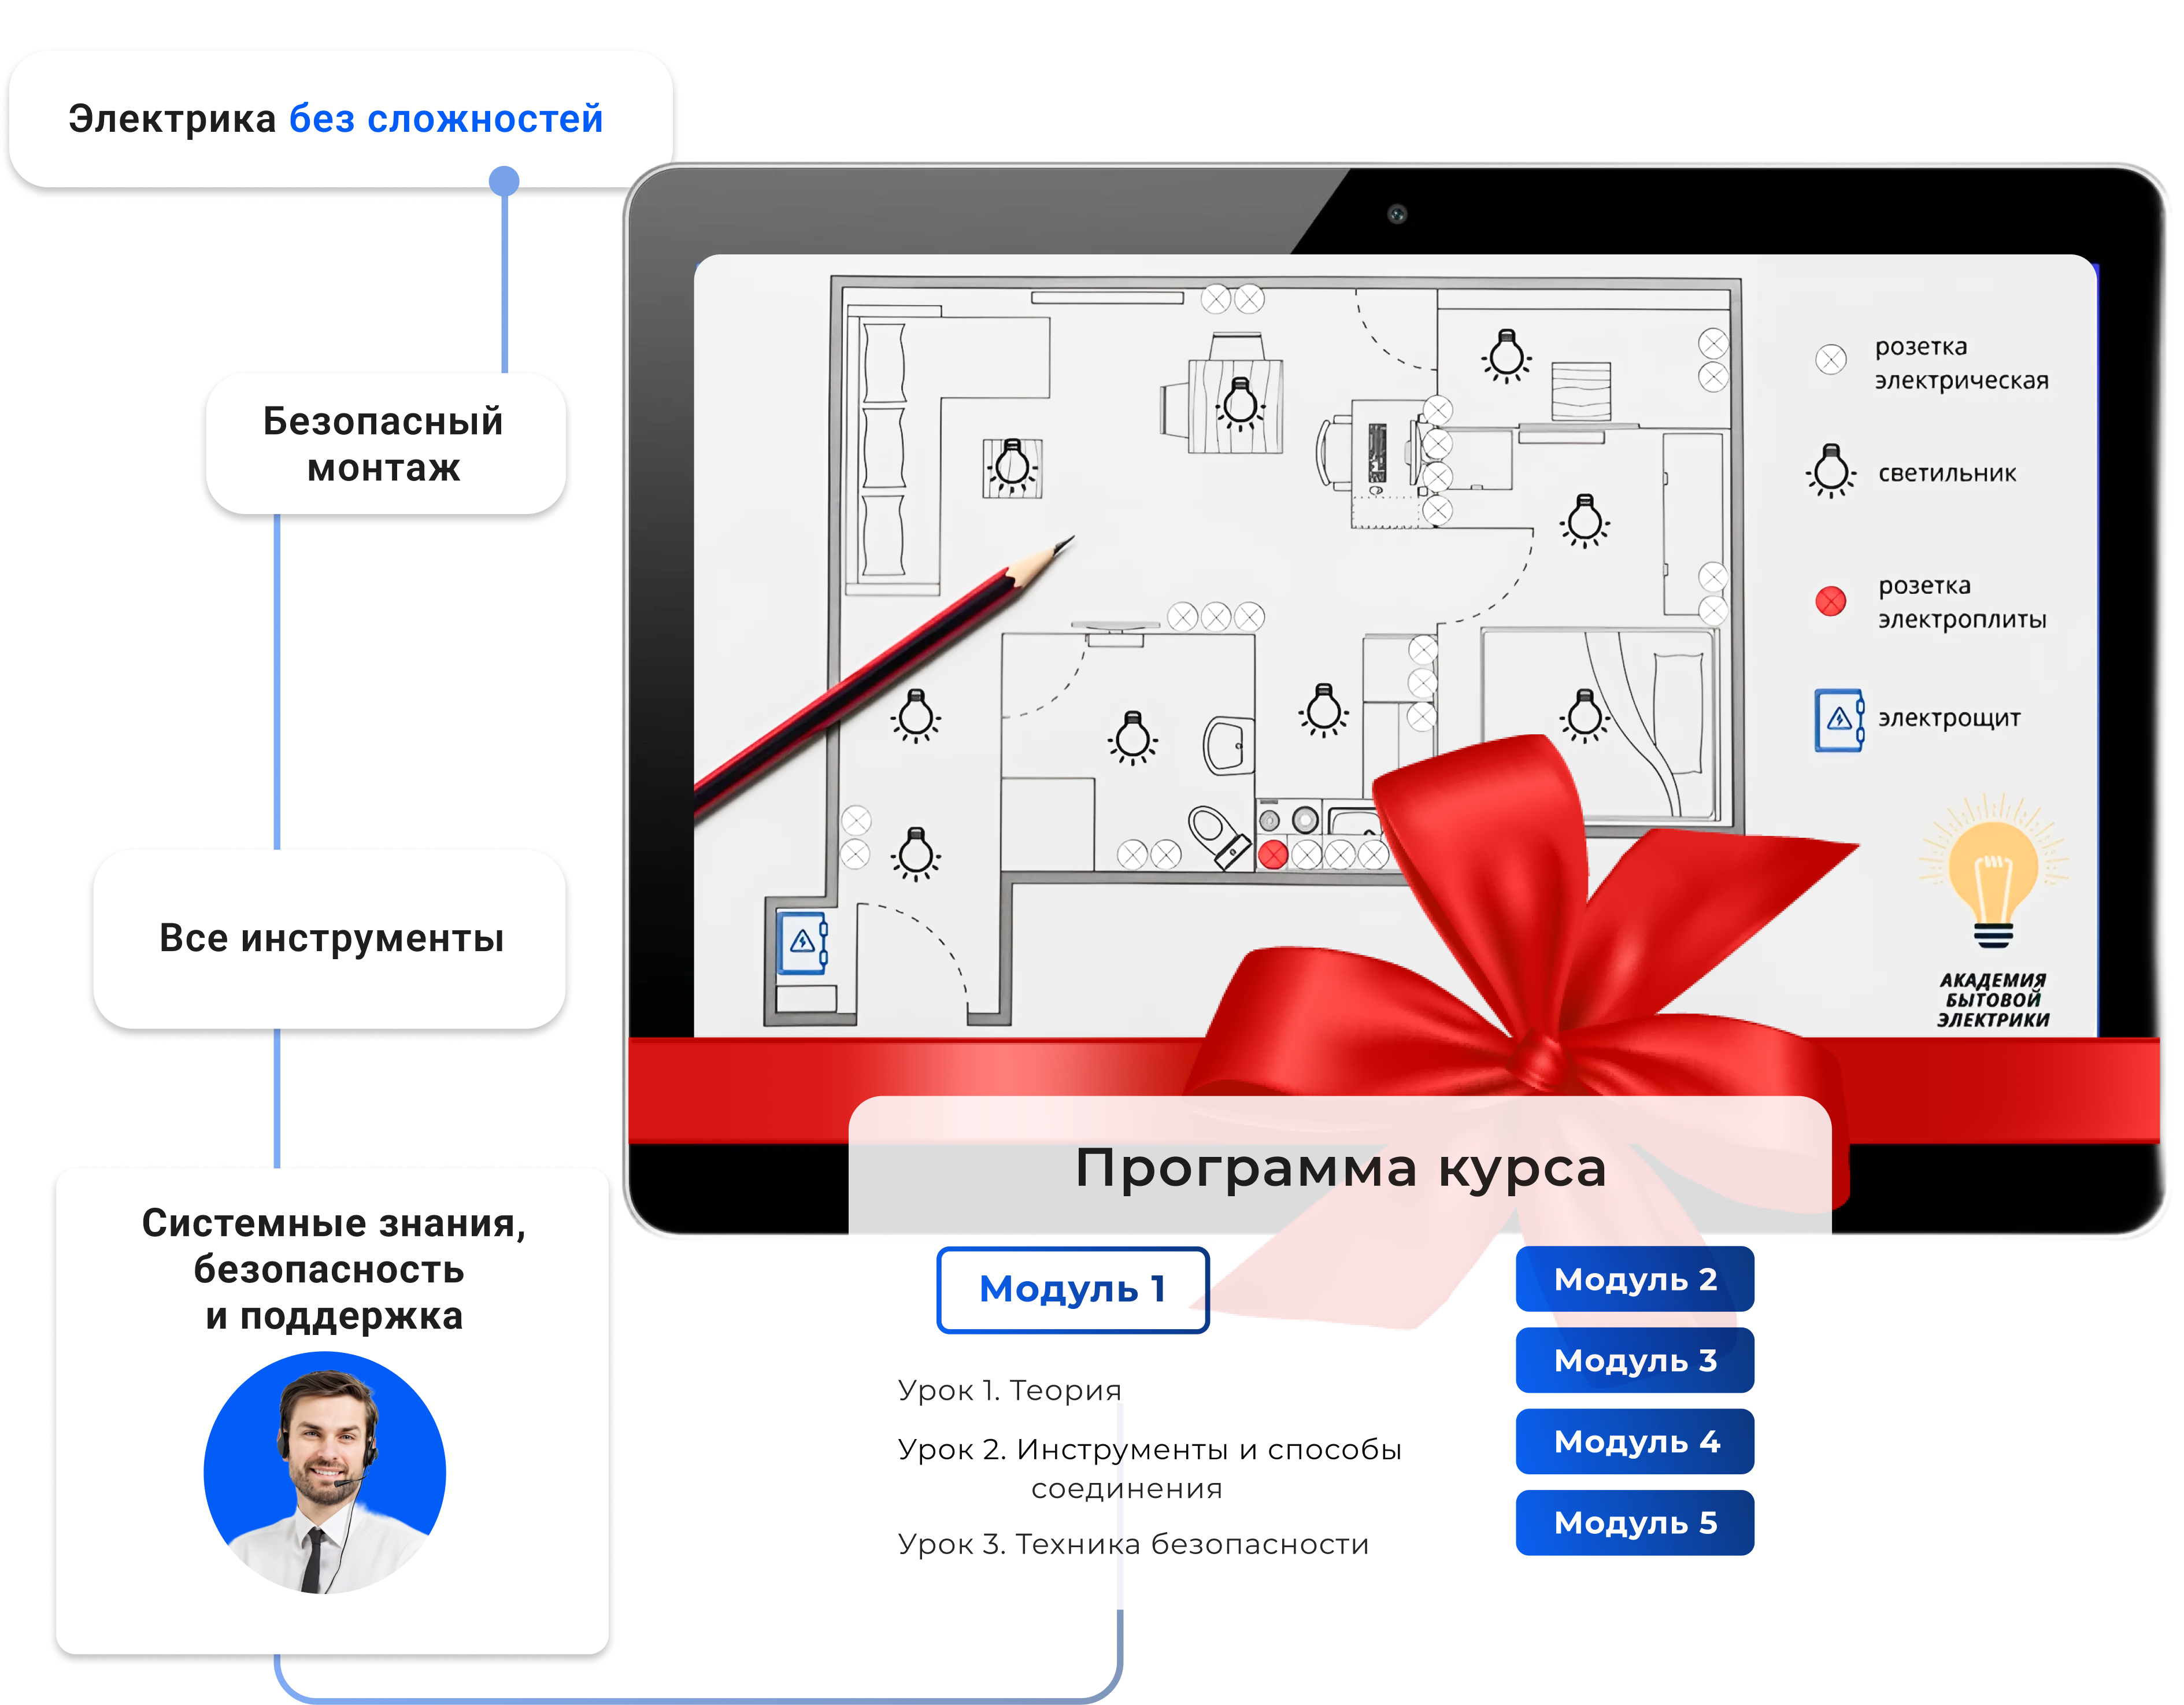 Электрика без сложностей
Безопасный
монтаж
Все инструменты
Системные знания,
безопасность
и поддержка
розетка
электрическая
светильник
розетка
электроплиты
электрощит
АКАДЕМИЯ
БЫТОВОЙ
ЭЛЕКТРИКИ
Программа курса
Модуль 1
Урок 1. Теория
Урок 2. Инструменты и способы
соединения
Урок 3. Техника безопасности
Модуль 2
Модуль 3
Модуль 4
Модуль 5